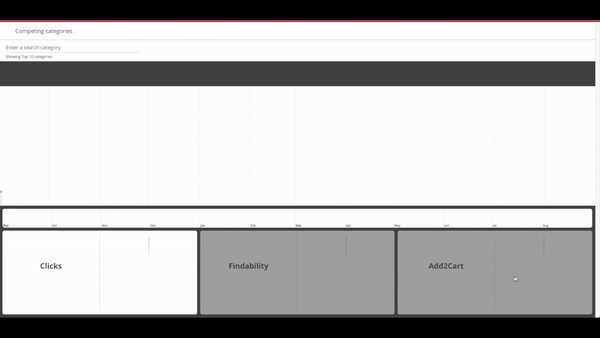 Competing categories
Enter a search category
Showing Top 10 categories
Sep Oct Nov Dec Jan Feb Mar Apr May Jun Jul Aug
Clicks Findability Add2Cart